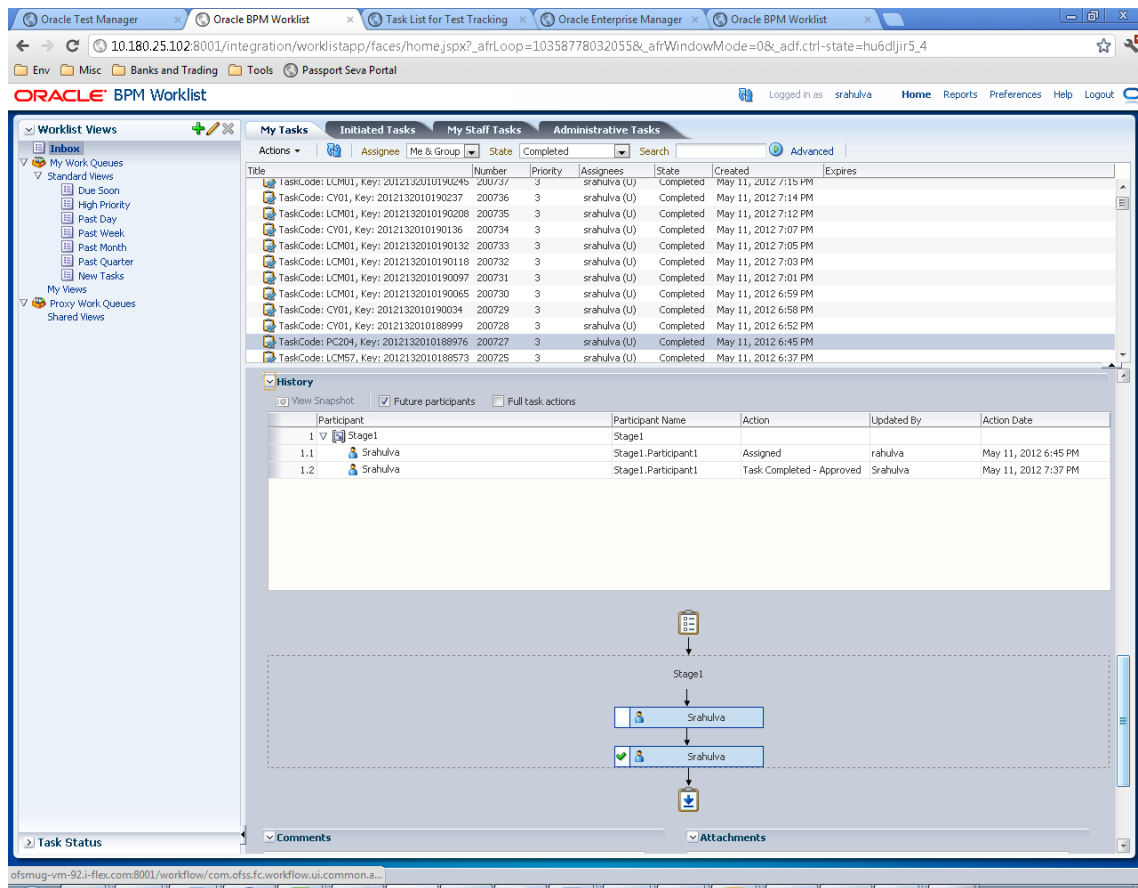 Oracle Test Manager × Oracle BPM Worklist × Task List for Test Tracking × Oracle Enterprise Manager × Oracle BPM Worklist ×
10.180.25.102:8001/integration/worklistapp/faces/home.jspx?_afrLoop=103587780320558&_afrWindowMode=0&_adf.ctrl-state=hu6dljir5_4
Env Misc Banks and Trading Tools Passport Seva Portal
ORACLE BPM Worklist Logged in as srahulva Home Reports Preferences Help Logout
Worklist Views
Inbox
My Work Queues
Standard Views
Due Soon
High Priority
Past Day
Past Week
Past Month
Past Quarter
New Tasks
My Views
Proxy Work Queues
Shared Views
Task Status
My Tasks Initiated Tasks My Staff Tasks Administrative Tasks
Actions Assignee Me & Group State Completed Search Advanced
Title Number Priority Assignees State Created Expires
TaskCode: LCM01, Key: 2012132010190245 200737 3 srahulva (U) Completed May 11, 2012 7:15 PM
TaskCode: CY01, Key: 2012132010190237 200736 3 srahulva (U) Completed May 11, 2012 7:14 PM
TaskCode: LCM01, Key: 2012132010190208 200735 3 srahulva (U) Completed May 11, 2012 7:12 PM
TaskCode: CY01, Key: 2012132010190136 200734 3 srahulva (U) Completed May 11, 2012 7:07 PM
TaskCode: LCM01, Key: 2012132010190132 200733 3 srahulva (U) Completed May 11, 2012 7:05 PM
TaskCode: LCM01, Key: 2012132010190118 200732 3 srahulva (U) Completed May 11, 2012 7:03 PM
TaskCode: LCM01, Key: 2012132010190097 200731 3 srahulva (U) Completed May 11, 2012 7:01 PM
TaskCode: LCM01, Key: 2012132010190065 200730 3 srahulva (U) Completed May 11, 2012 6:59 PM
TaskCode: CY01, Key: 2012132010190034 200729 3 srahulva (U) Completed May 11, 2012 6:58 PM
TaskCode: CY01, Key: 2012132010188999 200728 3 srahulva (U) Completed May 11, 2012 6:52 PM
TaskCode: PC204, Key: 2012132010188976 200727 3 srahulva (U) Completed May 11, 2012 6:45 PM
TaskCode: LCM57, Key: 2012132010188573 200725 3 srahulva (U) Completed May 11, 2012 6:37 PM
History
View Snapshot Future participants Full task actions
Participant Participant Name Action Updated By Action Date
1 Stage1 Stage1
1.1 Srahulva Stage1.Participant1 Assigned rahulva May 11, 2012 6:45 PM
1.2 Srahulva Stage1.Participant1 Task Completed - Approved Srahulva May 11, 2012 7:37 PM
Stage1
Srahulva
Srahulva
Comments Attachments
ofsmug-vm-92.i-flex.com:8001/workflow/com.ofss.fc.workflow.ui.common.a...